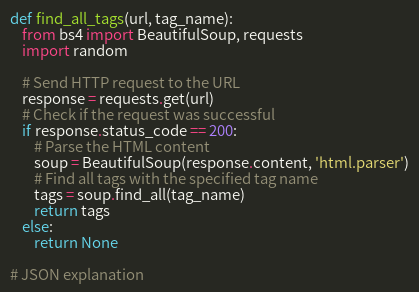 def find_all_tags(url, tag_name):
    from bs4 import BeautifulSoup, requests
    import random

    # Send HTTP request to the URL
    response = requests.get(url)
    # Check if the request was successful
    if response.status_code == 200:
        # Parse the HTML content
        soup = BeautifulSoup(response.content, 'html.parser')
        # Find all tags with the specified tag name
        tags = soup.find_all(tag_name)
        return tags
    else:
        return None

# JSON explanation